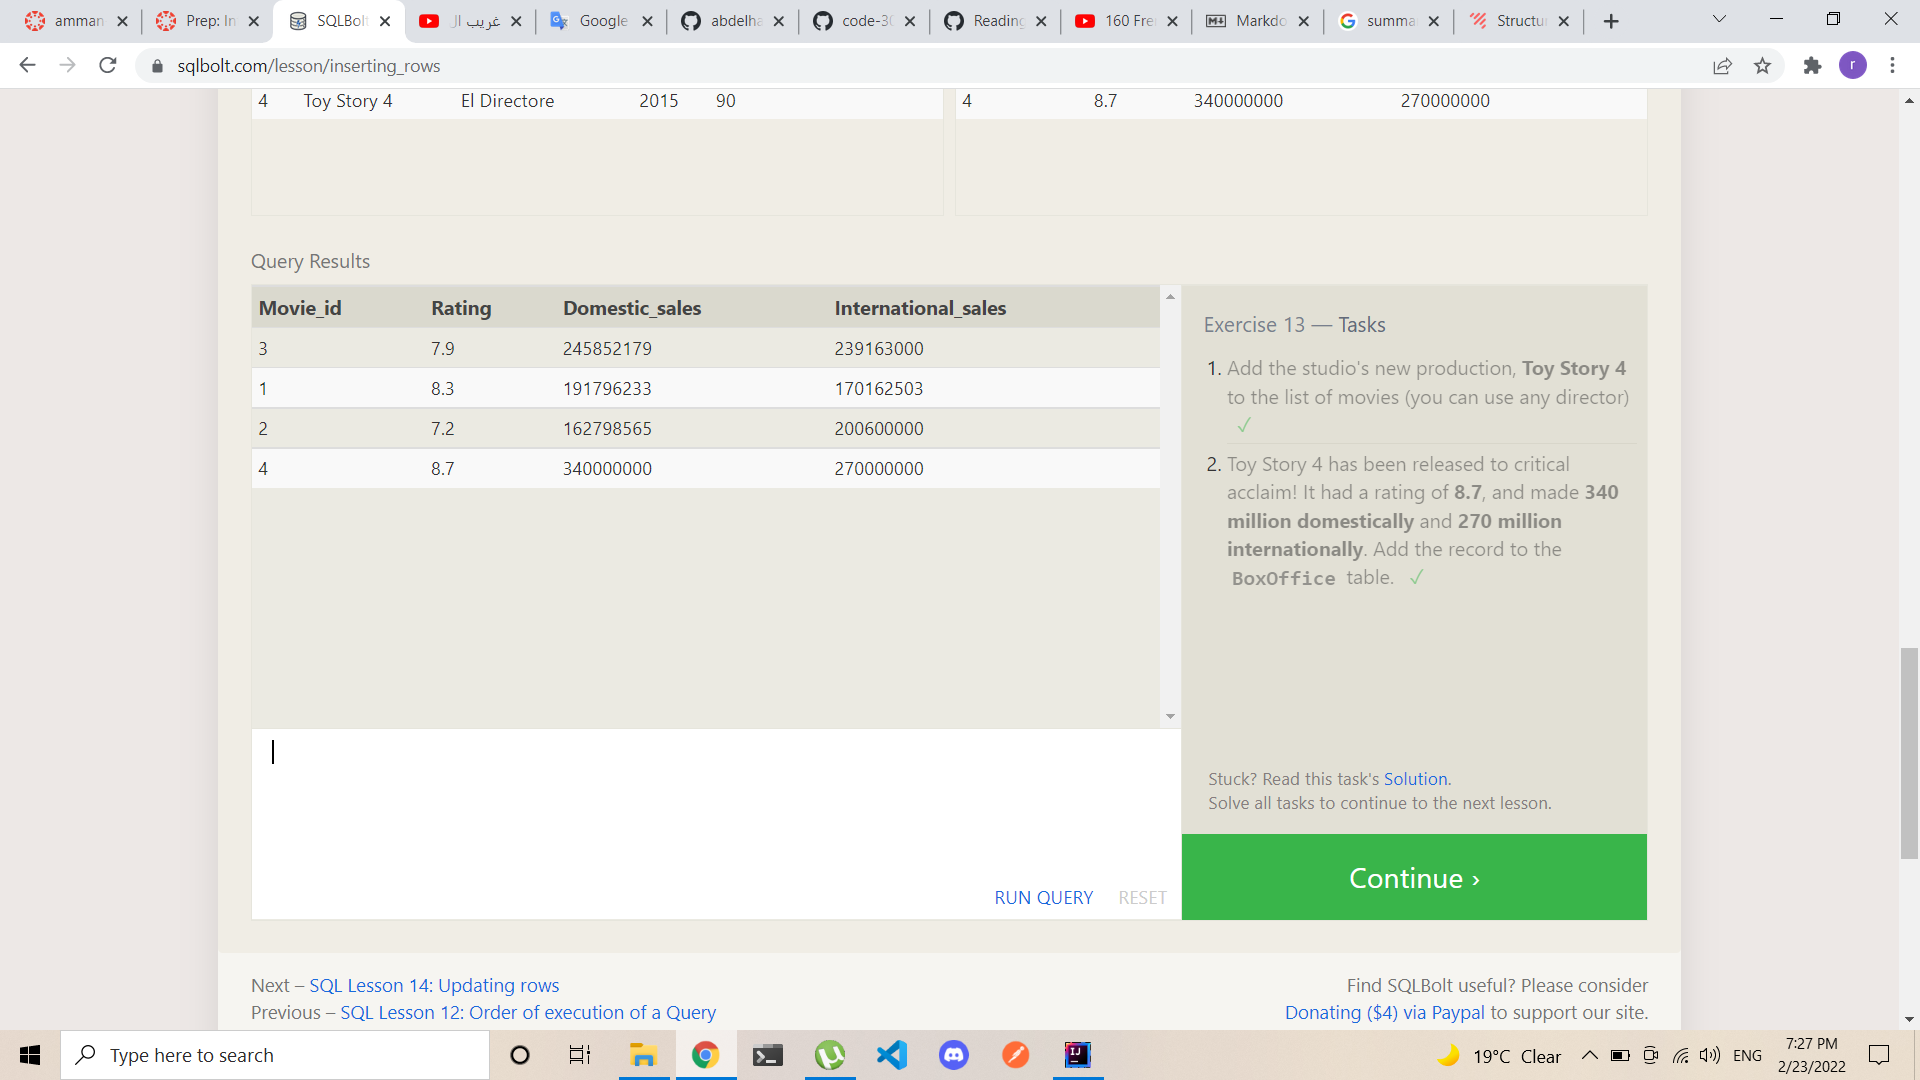 amman
Prep: In
SQLBolt
غريب ال
Google
abdelha
code-30
Reading
160 Fre
Markdo
summa
Structu
sqlbolt.com/lesson/inserting_rows
r
4 Toy Story 4 El Directore 2015 90
4 8.7 340000000 270000000
Query Results
Movie_id Rating Domestic_sales International_sales
3 7.9 245852179 239163000
1 8.3 191796233 170162503
2 7.2 162798565 200600000
4 8.7 340000000 270000000
Exercise 13 — Tasks
1. Add the studio's new production, Toy Story 4
to the list of movies (you can use any director)
✓
2. Toy Story 4 has been released to critical
acclaim! It had a rating of 8.7, and made 340
million domestically and 270 million
internationally. Add the record to the
BoxOffice table. ✓
Stuck? Read this task's Solution.
Solve all tasks to continue to the next lesson.
RUN QUERY RESET
Continue ›
Next – SQL Lesson 14: Updating rows
Previous – SQL Lesson 12: Order of execution of a Query
Find SQLBolt useful? Please consider
Donating ($4) via Paypal to support our site.
Type here to search
19°C Clear
ENG
7:27 PM
2/23/2022